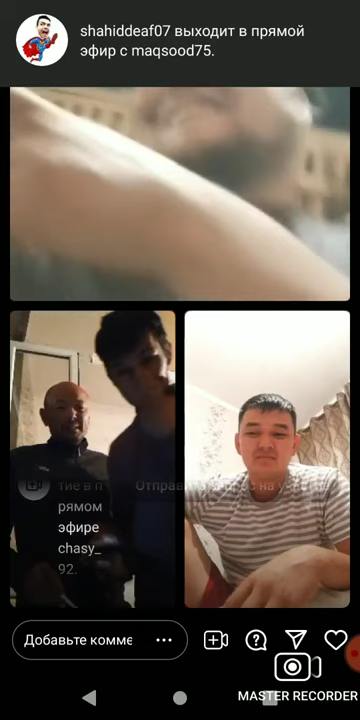 shahiddeaf07 выходит в прямой
эфир с maqsood75.
тие в п
рямом
эфире
chasy_
92.
Отправ
Добавьте комме
MASTER RECORDER